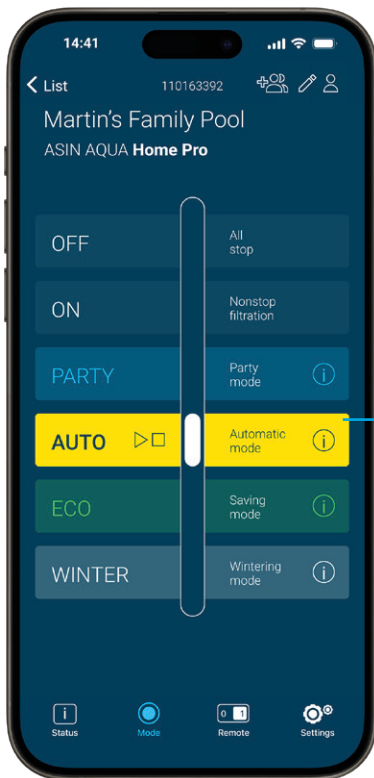 14:41
List
110163392
Martin's Family Pool
ASIN AQUA Home Pro
OFF
All
stop
ON
Nonstop
filtration
PARTY
Party
mode
i
AUTO
Automatic
mode
i
ECO
Saving
mode
i
WINTER
Wintering
mode
i
i
0 1
Status
Mode
Remote
Settings